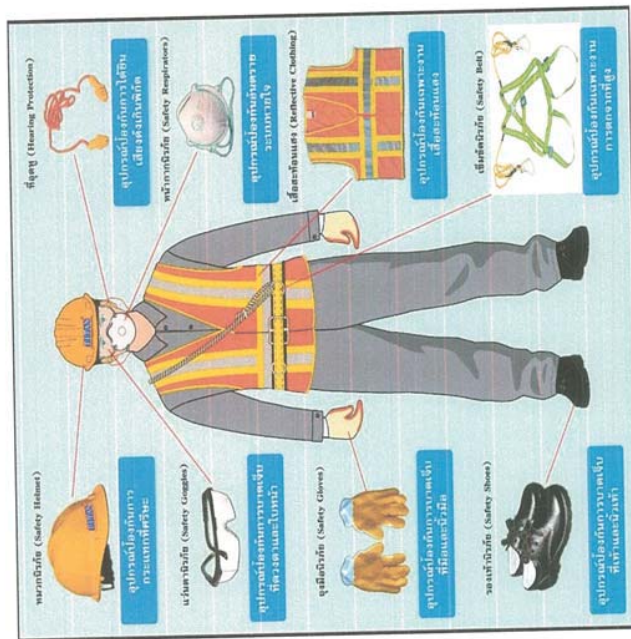 หมวกนิรภัย (Safety Helmet)
อุปกรณ์ป้องกันการ
กระแทกที่ศีรษะ
แว่นตานิรภัย (Safety Goggles)
อุปกรณ์ป้องกันการบาดเจ็บ
ที่ดวงตาและใบหน้า
ถุงมือนิรภัย (Safety Gloves)
อุปกรณ์ป้องกันการบาดเจ็บ
ที่มือและนิ้วมือ
รองเท้านิรภัย (Safety Shoes)
อุปกรณ์ป้องกันการบาดเจ็บ
ที่เท้าและนิ้วเท้า
ที่อุดหู (Hearing Protection)
อุปกรณ์ป้องกันการได้ยิน
เสียงดังเกินพิกัด
หน้ากากนิรภัย (Safety Respirators)
อุปกรณ์ป้องกันอันตราย
ระบบหายใจ
เสื้อสะท้อนแสง (Reflective Clothing)
อุปกรณ์ป้องกันเฉพาะงาน
เสื้อสะท้อนแสง
เข็มขัดนิรภัย (Safety Belt)
อุปกรณ์ป้องกันเฉพาะงาน
การตกจากที่สูง